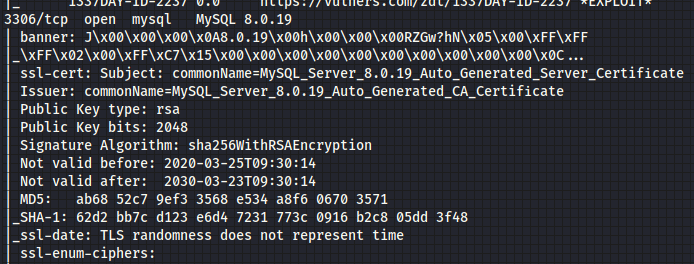 |_ 1337DAY-ID-2237 0.0 https://vulners.com/zdt/1337DAY-ID-2237 *EXPLOIT*
3306/tcp open mysql MySQL 8.0.19
| banner: J\x00\x00\x00\x0A8.0.19\x00h\x00\x00\x00RZGw?hN\x05\x00\xFF\xFF
|_\xFF\x02\x00\xFF\xC7\x15\x00\x00\x00\x00\x00\x00\x00\x00\x00\x00\x0C...
| ssl-cert: Subject: commonName=MySQL_Server_8.0.19_Auto_Generated_Server_Certificate
| Issuer: commonName=MySQL_Server_8.0.19_Auto_Generated_CA_Certificate
| Public Key type: rsa
| Public Key bits: 2048
| Signature Algorithm: sha256WithRSAEncryption
| Not valid before: 2020-03-25T09:30:14
| Not valid after: 2030-03-23T09:30:14
| MD5: ab68 52c7 9ef3 3568 e534 a8f6 0670 3571
|_SHA-1: 62d2 bb7c d123 e6d4 7231 773c 0916 b2c8 05dd 3f48
|_ssl-date: TLS randomness does not represent time
| ssl-enum-ciphers: